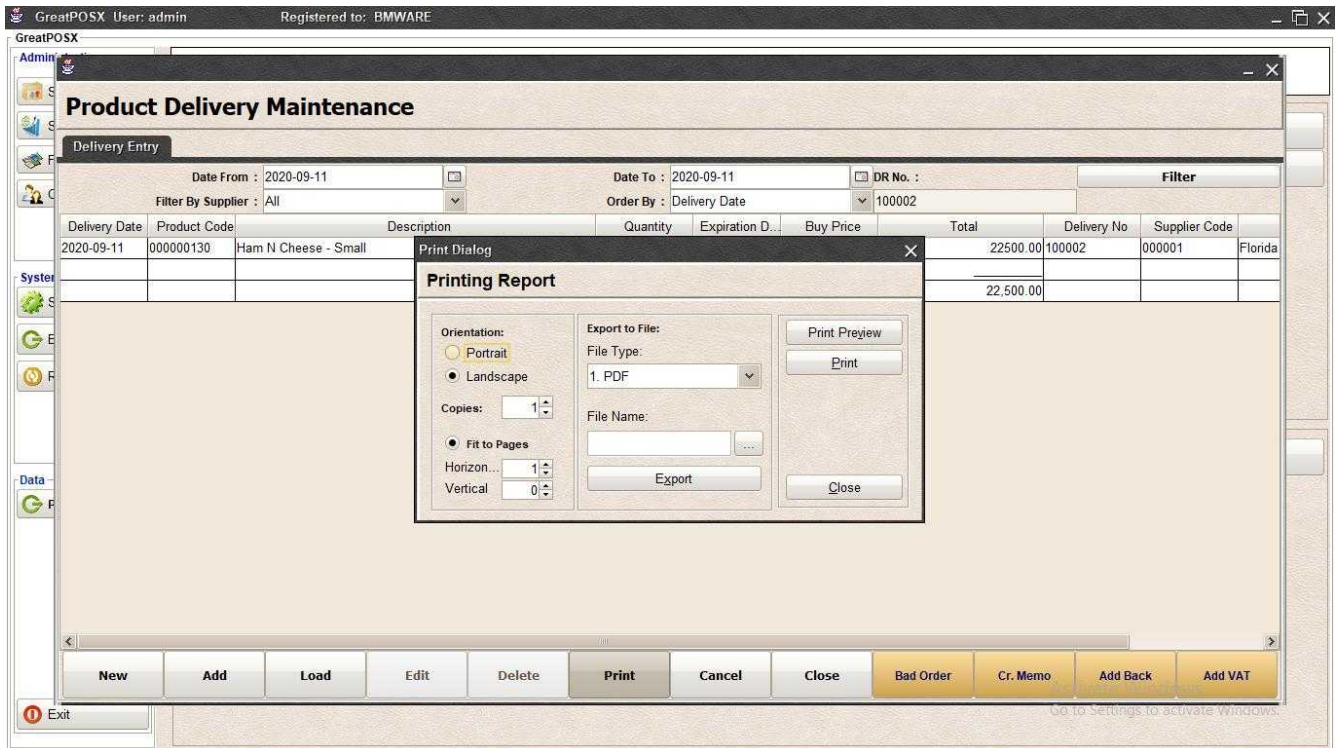 GreatPOSX User: admin Registered to: BMWARE
GreatPOSX
Admin
Product Delivery Maintenance
Delivery Entry
Date From : 2020-09-11 Date To : 2020-09-11 DR No. : Filter
Filter By Supplier : All Order By : Delivery Date 100002
Delivery Date Product Code Description Quantity Expiration D... Buy Price Total Delivery No Supplier Code
2020-09-11 000000130 Ham N Cheese - Small 22500.00 100002 000001 Florida
22,500.00
Print Dialog
Printing Report
Orientation:
Portrait
Landscape
Copies: 1
Fit to Pages
Horizon... 1
Vertical 0
Export to File:
File Type:
1. PDF
File Name:
...
Export
Print Preview
Print
Close
System
Data
Exit
New Add Load Edit Delete Print Cancel Close Bad Order Cr. Memo Add Back Add VAT
Activate Windows
Go to Settings to activate Windows.